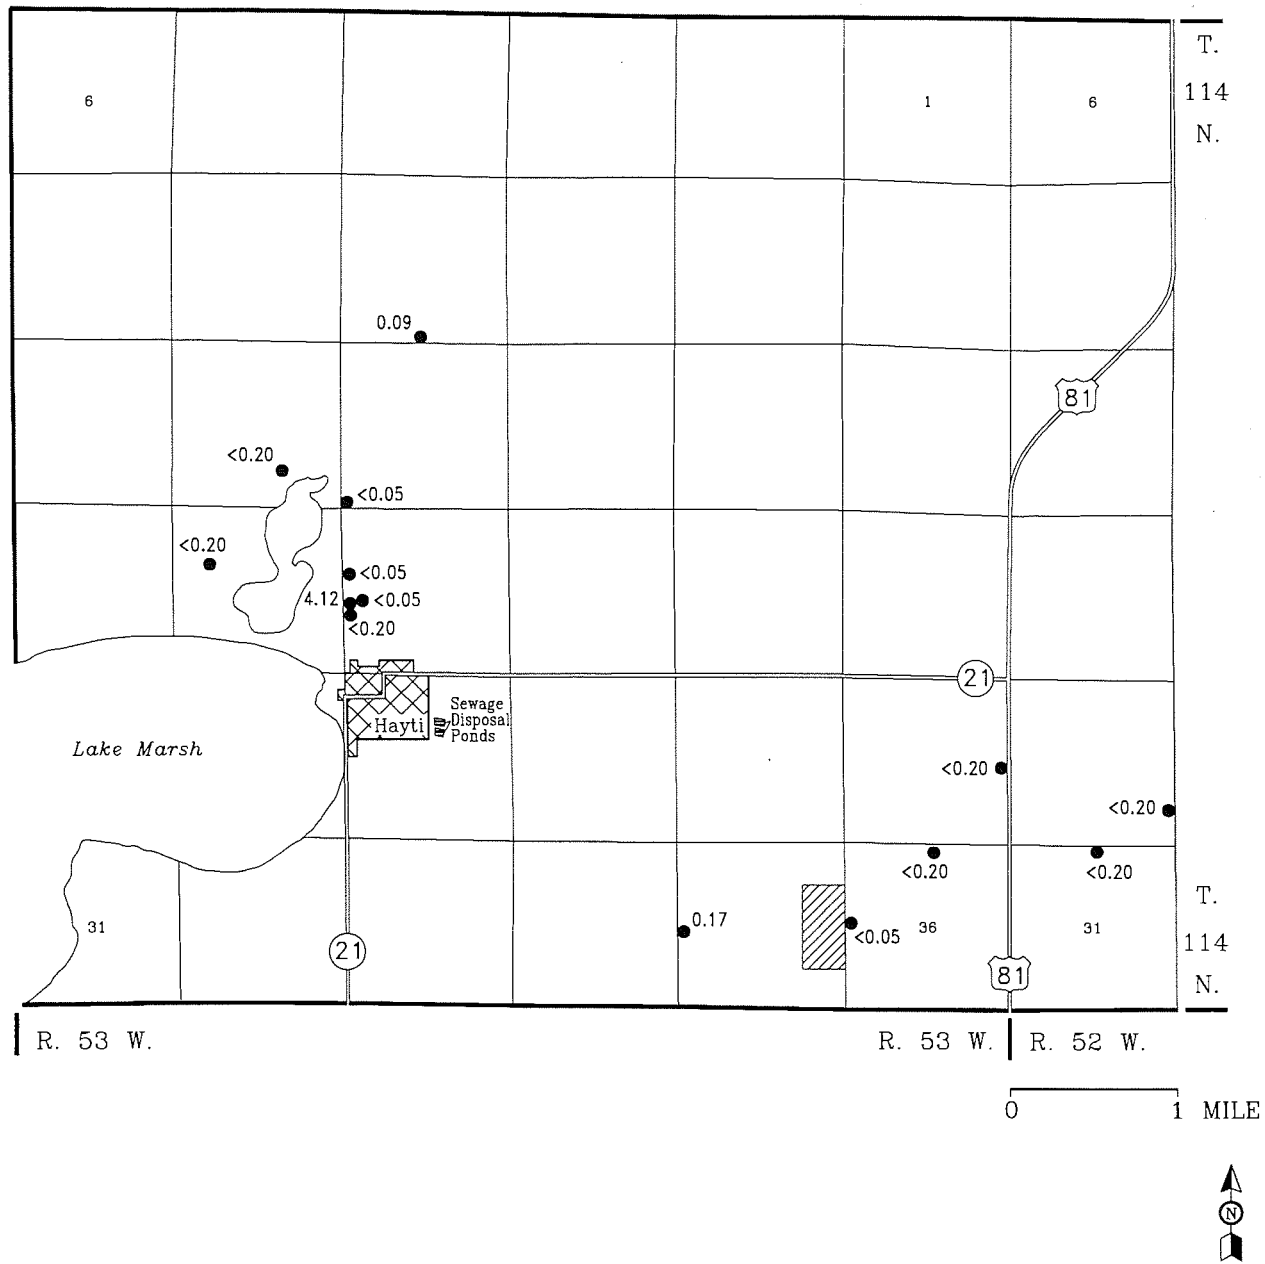 T.
6
1
6
114
N.
0.09
81
<0.20
<0.05
<0.20
<0.05
4.12
<0.05
<0.20
21
Sewage
Disposal
Ponds
Hayti
Lake Marsh
<0.20
<0.20
<0.20
<0.20
T.
0.17
31
<0.05
36
31
114
21
81
N.
R. 53 W.
R. 53 W.
R. 52 W.
0
1 MILE
N